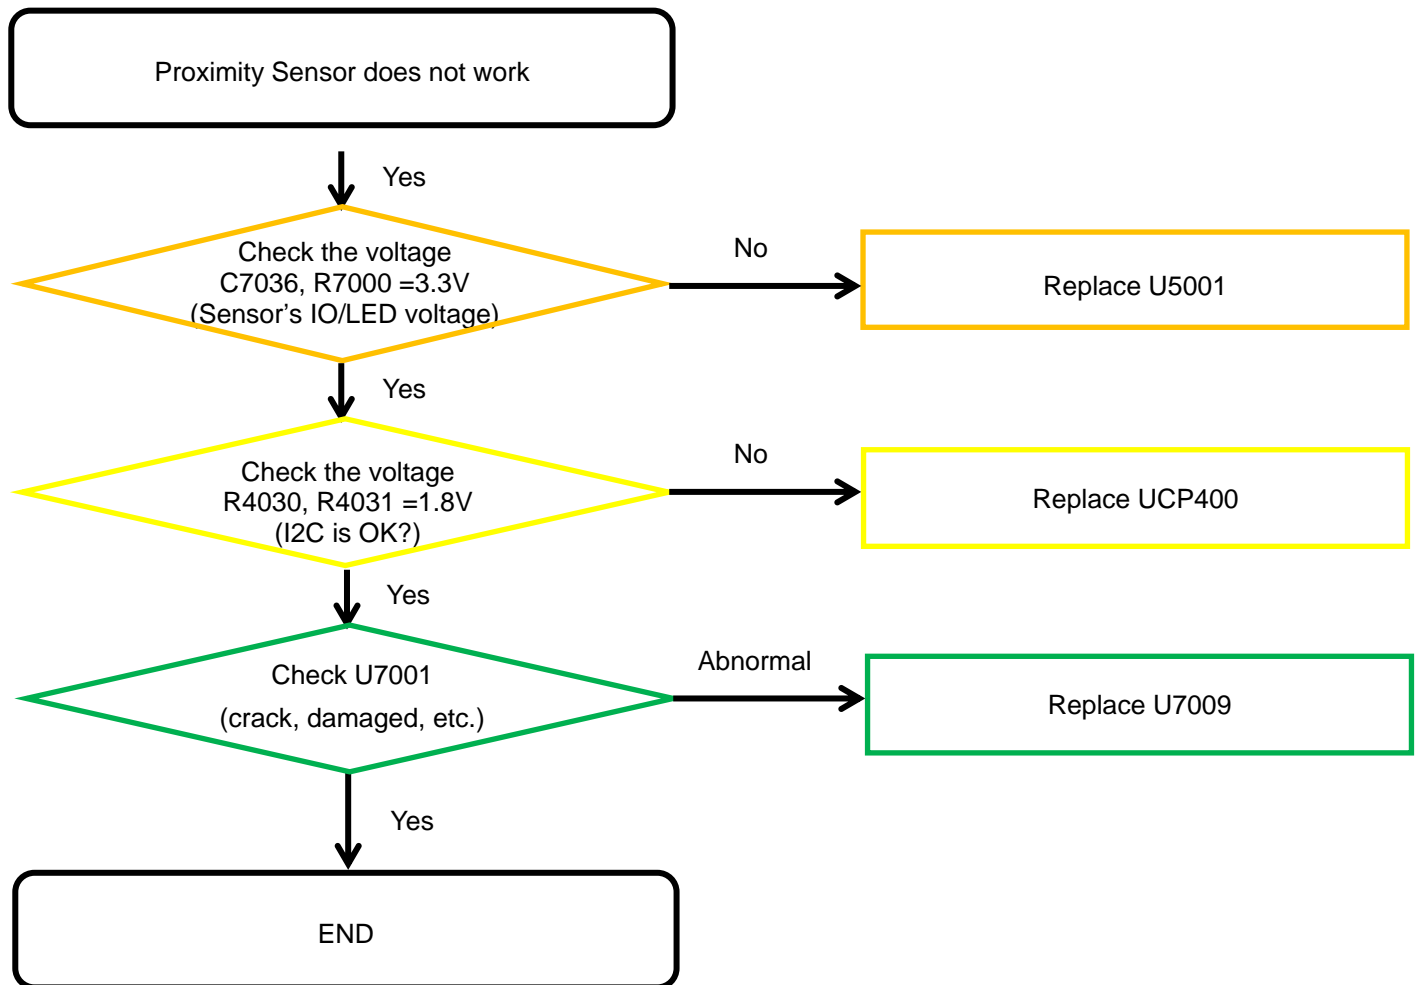 Proximity Sensor does not work
Yes
Check the voltage
C7036, R7000 =3.3V
(Sensor's IO/LED voltage)
No
Replace U5001
Yes
Check the voltage
R4030, R4031 =1.8V
(I2C is OK?)
No
Replace UCP400
Yes
Check U7001
(crack, damaged, etc.)
Abnormal
Replace U7009
Yes
END